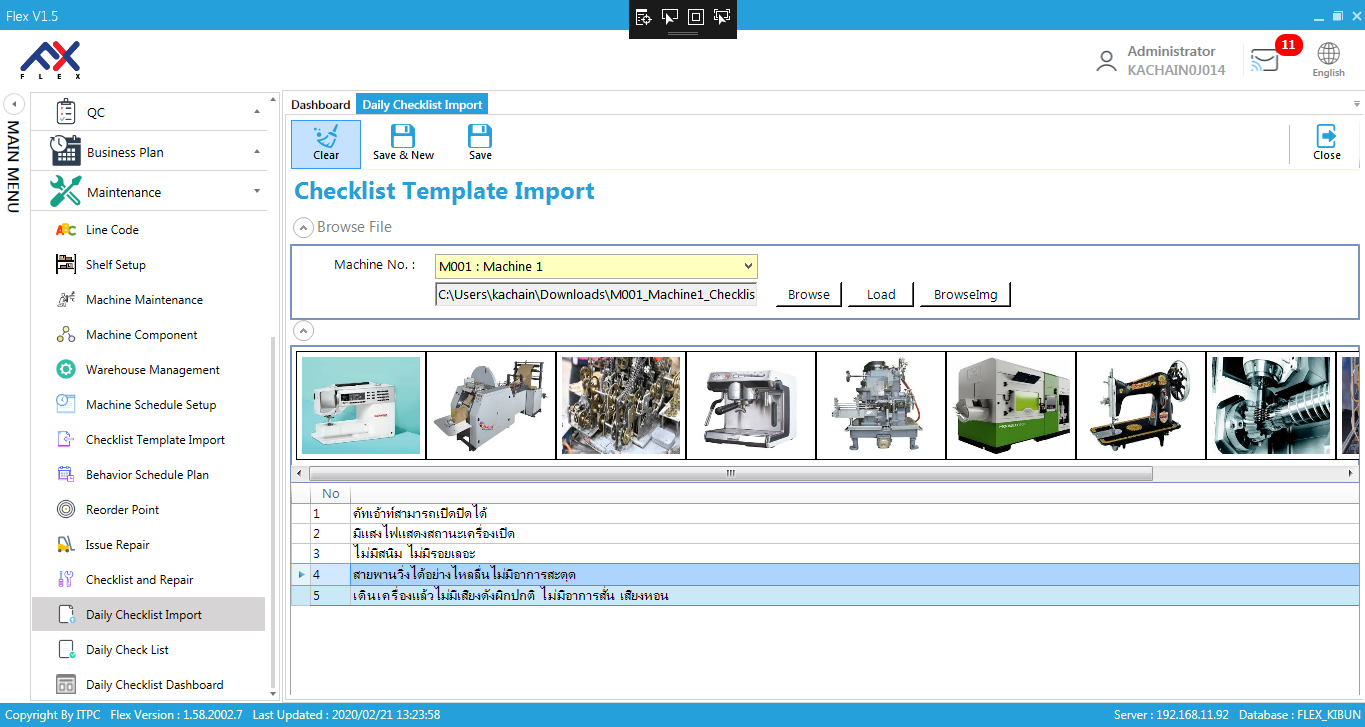 Flex V1.5
FLEX
Administrator
KACHAIN0J014
11
English
MAIN MENU
QC
Business Plan
Maintenance
Line Code
Shelf Setup
Machine Maintenance
Machine Component
Warehouse Management
Machine Schedule Setup
Checklist Template Import
Behavior Schedule Plan
Reorder Point
Issue Repair
Checklist and Repair
Daily Checklist Import
Daily Check List
Daily Checklist Dashboard
Dashboard Daily Checklist Import
Clear Save & New Save Close
Checklist Template Import
Browse File
Machine No. : M001 : Machine 1
C:\Users\kachain\Downloads\M001_Machine1_Checklis Browse Load BrowseImg
No
1 คัทเอ้าท์สามารถเปิดปิดได้
2 มีแสงไฟแสดงสถานะเครื่องเปิด
3 ไม่มีสนิม ไม่มีรอยเลอะ
4 สายพานวิ่งได้อย่างไหลลื่นไม่มีอาการสะดุด
5 เดินเครื่องแล้วไม่มีเสียงดังผิกปกติ ไม่มีอาการสั่น เสียงหอน
Copyright By ITPC Flex Version : 1.58.2002.7 Last Updated : 2020/02/21 13:23:58 Server : 192.168.11.92 Database : FLEX_KIBUN